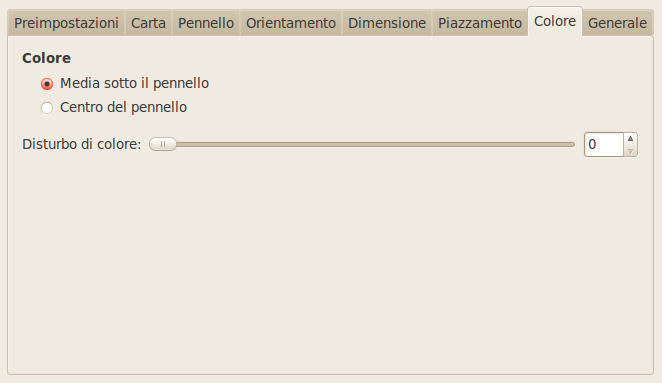 Preimpostazioni Carta Pennello Orientamento Dimensione Piazzamento Colore Generale
Colore
Media sotto il pennello
Centro del pennello
Disturbo di colore: 0